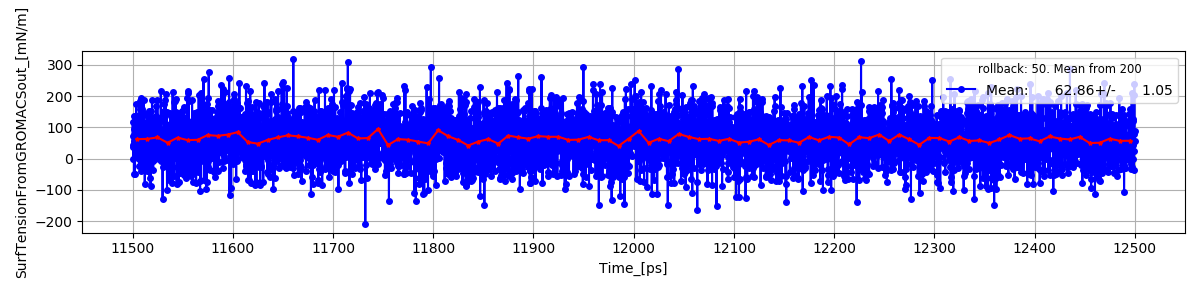 SurfTensionFromGROMACSout_[mN/m]
300
200
100
0
−100
−200
rollback: 50. Mean from 200
Mean: 62.86+/- 1.05
11500 11600 11700 11800 11900 12000 12100 12200 12300 12400 12500
Time_[ps]